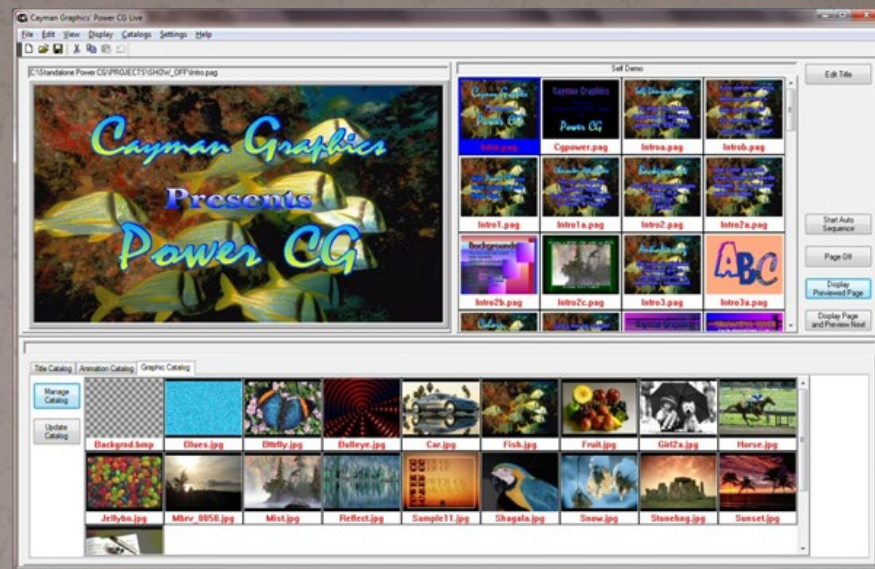 Cayman Graphics' Power CG Live
File Edit View Display Catalogs Settings Help
C:\Standalone Power CG\PROJECTS\SHOW_OFF\Intro.pag
Cayman Graphics
Presents
Power CG
Self Demo
Intro.pag Cgpower.pag Introa.pag Introb.pag
Intro1.pag Intro1a.pag Intro2.pag Intro2a.pag
Backgrounds
ABC
Intro2b.pag Intro2c.pag Intro3.pag Intro3a.pag
Edit Title
Start Auto
Sequence
Page Off
Display
Previewed Page
Display Page
and Preview Next
Title Catalog Animation Catalog Graphic Catalog
Manage
Catalog
Update
Catalog
Backgrnd.bmp Blues.jpg Bttrfly.jpg Bulleye.jpg Car.jpg Fish.jpg Fruit.jpg Girl2a.jpg Horse.jpg
Jellybn.jpg Mbrv_0050.jpg Mist.jpg Reflect.jpg Sample11.jpg Shagala.jpg Snow.jpg Stonehng.jpg Sunset.jpg